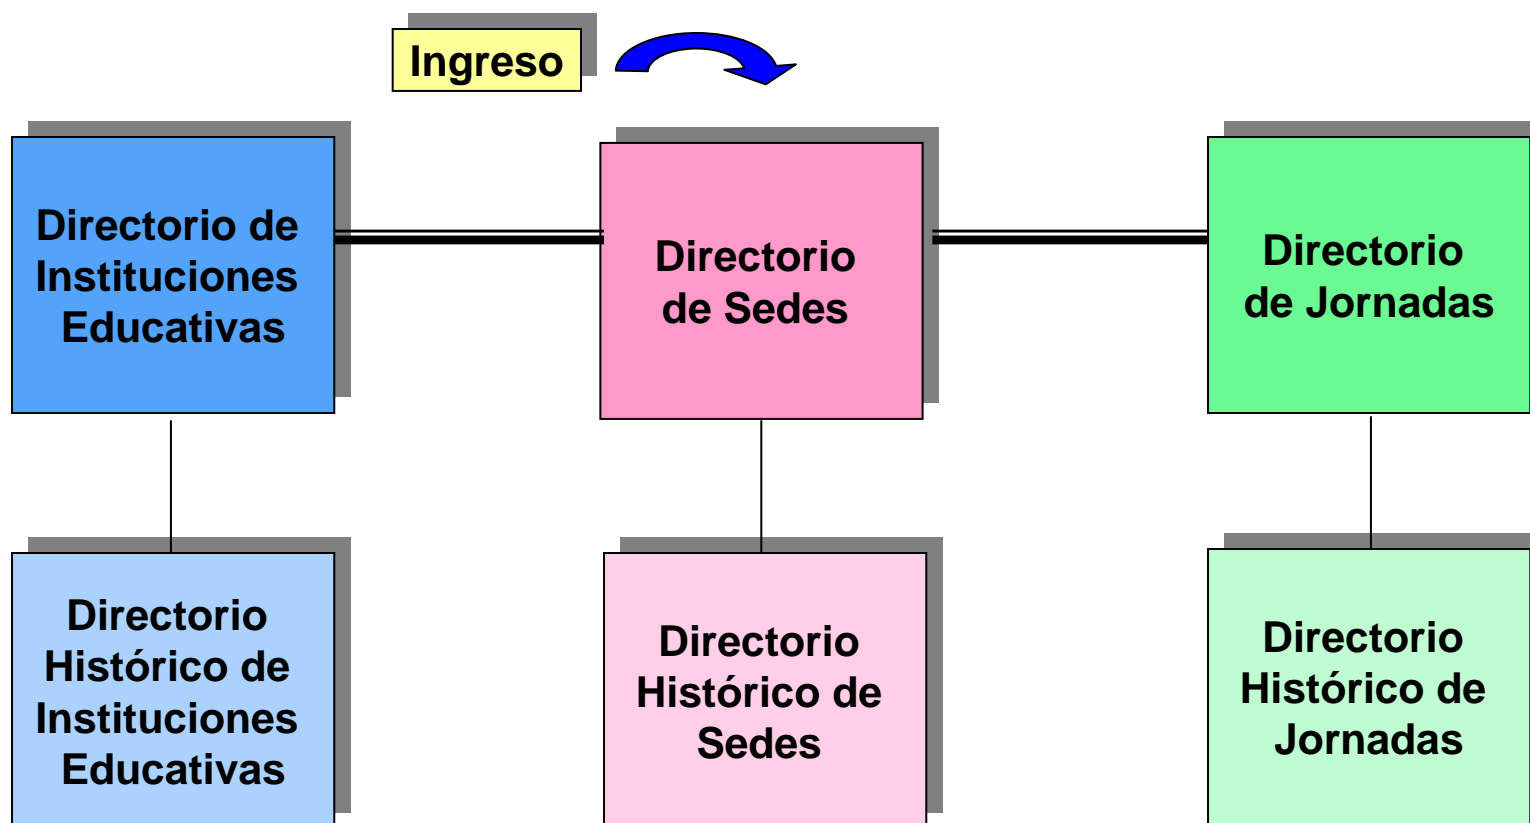 Ingreso
Directorio de
Instituciones
Educativas
Directorio
de Sedes
Directorio
de Jornadas
Directorio
Histórico de
Instituciones
Educativas
Directorio
Histórico de
Sedes
Directorio
Histórico de
Jornadas